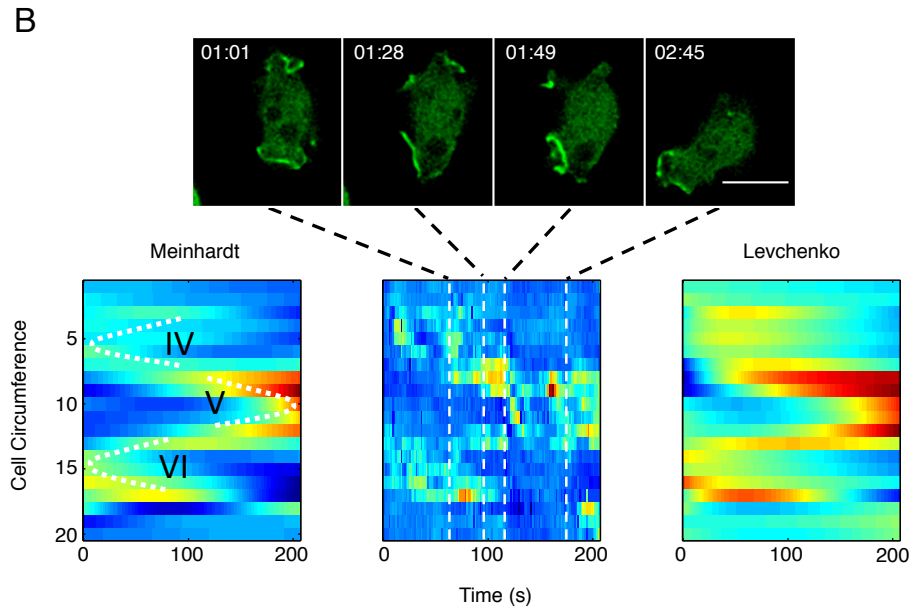 B
01:01 01:28 01:49 02:45
Meinhardt Levchenko
Cell Circumference
5
10
15
20
IV
V
VI
0 100 200
0 100 200
0 100 200
Time (s)